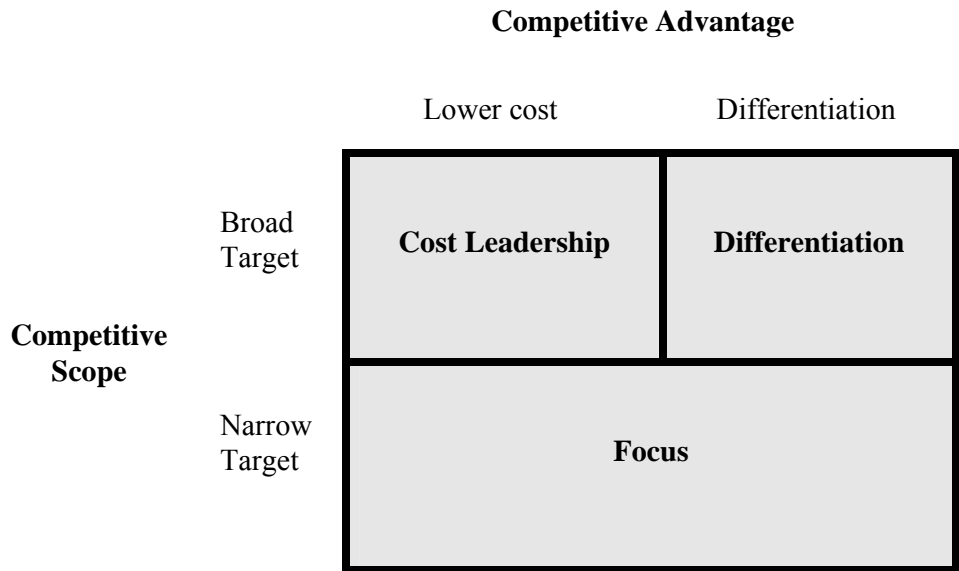 Competitive Advantage
Lower cost
Differentiation
Broad
Target
Cost Leadership
Differentiation
Competitive
Scope
Narrow
Target
Focus